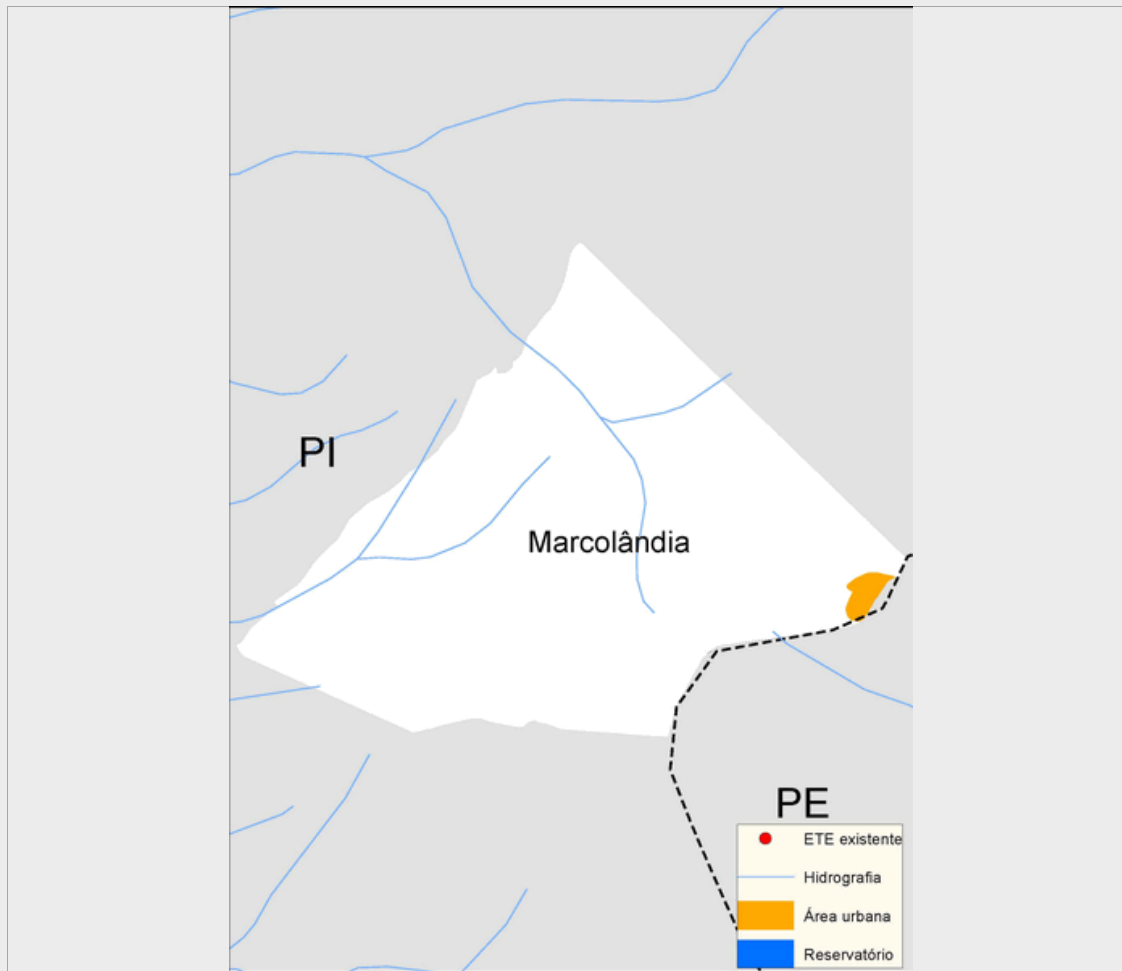 PI
Marcolândia
PE
ETE existente
Hidrografia
Área urbana
Reservatório